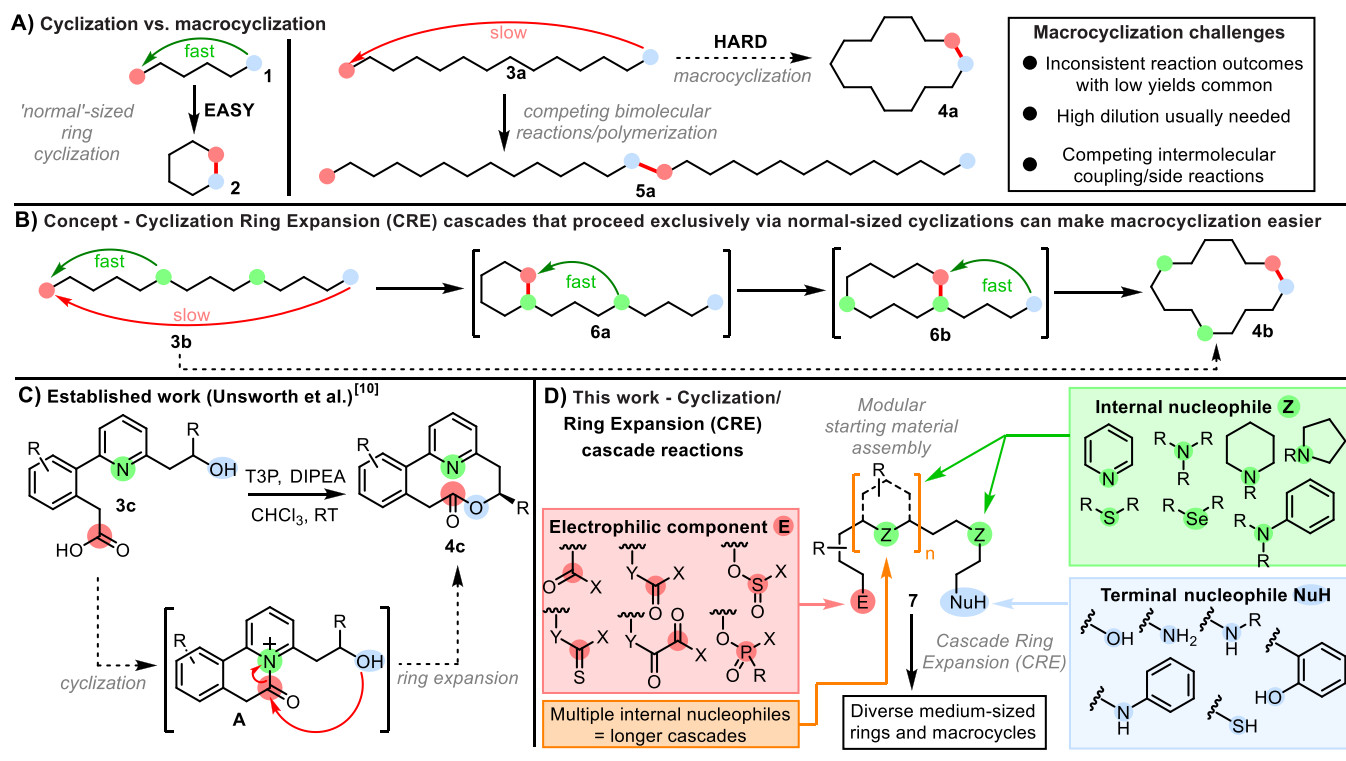 A) Cyclization vs. macrocyclization
fast
1
'normal'-sized
ring
cyclization
EASY
2
slow
3a
HARD
macrocyclization
4a
competing bimolecular
reactions/polymerization
5a
Macrocyclization challenges
Inconsistent reaction outcomes
with low yields common
High dilution usually needed
Competing intermolecular
coupling/side reactions
B) Concept - Cyclization Ring Expansion (CRE) cascades that proceed exclusively via normal-sized cyclizations can make macrocyclization easier
fast
slow
3b
fast
6a
fast
6b
4b
C) Established work (Unsworth et al.)[10]
R
N
R
OH
3c
HO
O
T3P, DIPEA
CHCl3, RT
R
N
O
O
R
4c
cyclization
R
+
N
R
OH
O
A
ring expansion
D) This work - Cyclization/
Ring Expansion (CRE)
cascade reactions
Modular
starting material
assembly
R
Z
n
Z
R
E
7
NuH
Cascade Ring
Expansion (CRE)
Diverse medium-sized
rings and macrocycles
Electrophilic component E
O
X
Y
X
O
O
S
X
O
Y
X
S
Y
O
O
X
O
P
X
O
R
Multiple internal nucleophiles
= longer cascades
Internal nucleophile Z
N
R
N
R
R
N
R
R
N
R
S
R
R
Se
R
R
N
R
Terminal nucleophile NuH
OH
NH2
N
H
R
HO
N
H
SH